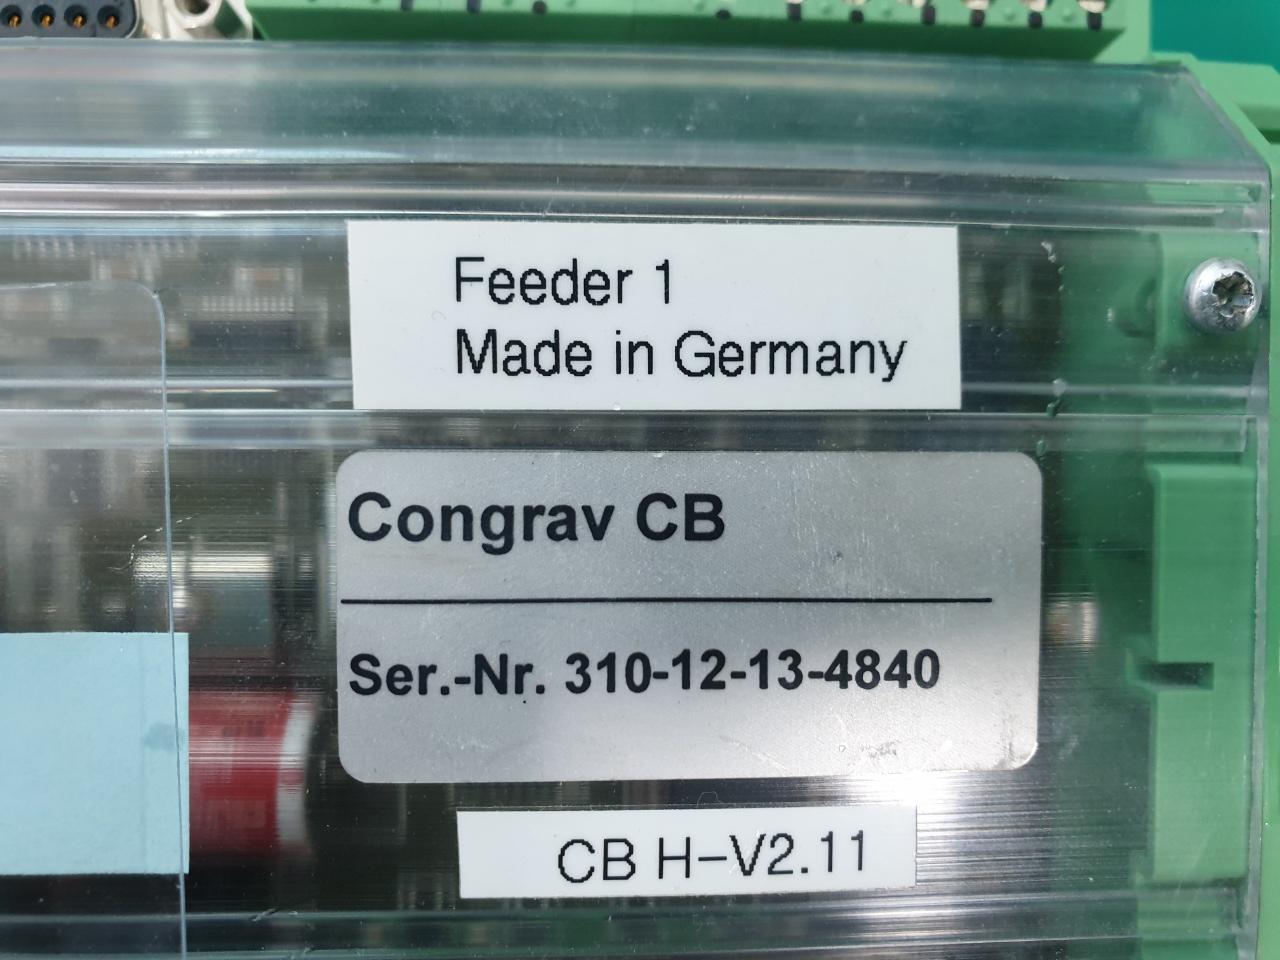 Feeder 1
Made in Germany
Congrav CB
Ser.-Nr. 310-12-13-4840
CB H-V2.11